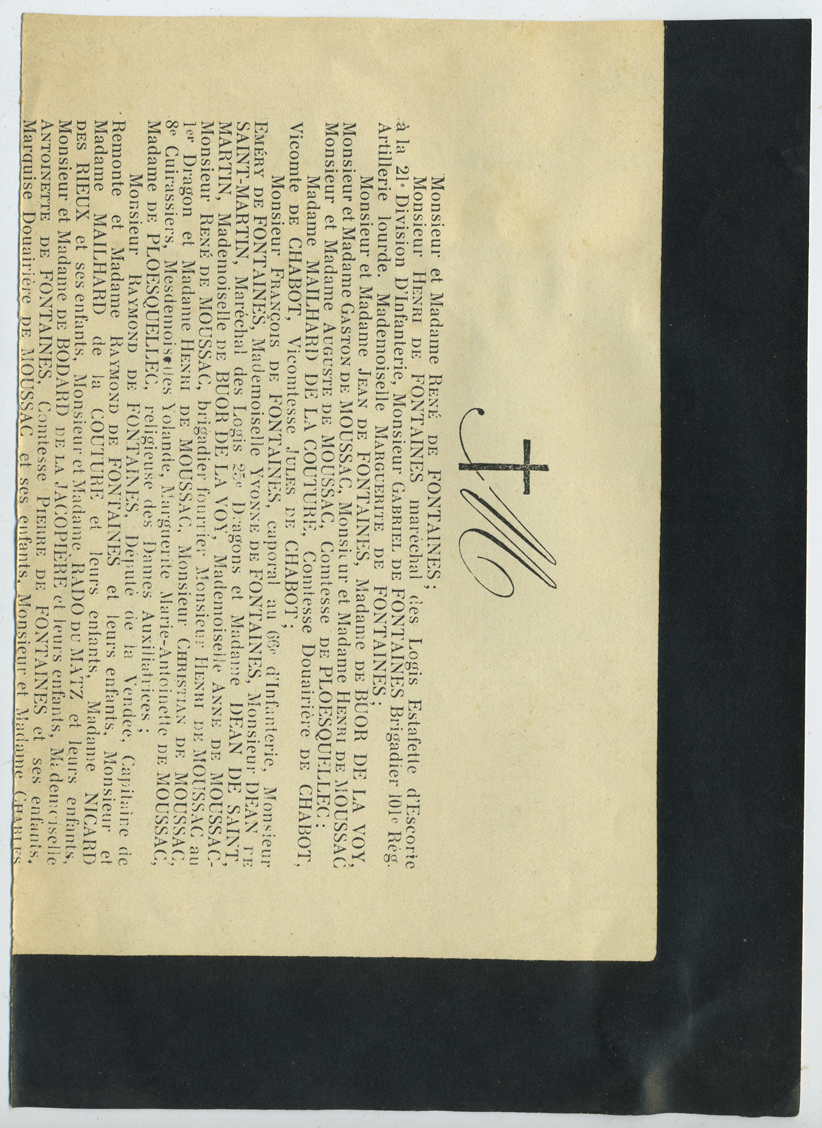 M
Monsieur et Madame RENÉ DE FONTAINES ;
Monsieur HENRI DE FONTAINES maréchal des Logis Estafette d'Escorte
à la 21e Division D'Infanterie, Monsieur GABRIEL DE FONTAINES Brigadier 101e Rég.
Artillerie lourde, Mademoiselle MARGUERITE DE FONTAINES ;
Monsieur et Madame JEAN DE FONTAINES, Madame DE BUOR DE LA VOY,
Monsieur et Madame GASTON DE MOUSSAC, Monsieur et Madame HENRI DE MOUSSAC
Monsieur et Madame AUGUSTE DE MOUSSAC, Comtesse DE PLOESQUELLEC ;
Madame MAILHARD DE LA COUTURE, Comtesse Douairière DE CHABOT,
Vicomte DE CHABOT, Vicomtesse JULES DE CHABOT ;
Monsieur FRANÇOIS DE FONTAINES, caporal au 66e d'Infanterie, Monsieur
EMÉRY DE FONTAINES, Mademoiselle YVONNE DE FONTAINES, Monsieur DEAN DE
SAINT-MARTIN, Maréchal des Logis 25e Dragons et Madame DEAN DE SAINT
MARTIN, Mademoiselle DE BUOR DE LA VOY, Mademoiselle ANNE DE MOUSSAC-
Monsieur RENÉ DE MOUSSAC, brigadier fourrier Monsieur HENRI DE MOUSSAC au
1er Dragon et Madame HENRI DE MOUSSAC, Monsieur CHRISTIAN DE MOUSSAC,
8e Cuirassiers, Mesdemoiselles Yolande, Marguerite Marie-Antoinette DE MOUSSAC,
Madame DE PLOESQUELLEC, religieuse des Dames Auxiliatrices ;
Monsieur RAYMOND DE FONTAINES, Député de la Vendee, Capitaine de
Remonte et Madame RAYMOND DE FONTAINES et leurs enfants, Monsieur et
Madame MAILHARD de la COUTURE et leurs enfants, Madame NICARD
DES RIEUX et ses enfants, Monsieur et Madame, RADO DU MATZ et leurs enfants,
Monsieur et Madame DE BODARD DE LA JACOPIÈRE et leurs enfants, Mademoiselle
ANTOINETTE DE FONTAINES, Comtesse PIERRE DE FONTAINES et ses enfants,
Marquise Douairière DE MOUSSAC et ses enfants, Monsieur et Madame CHARLES